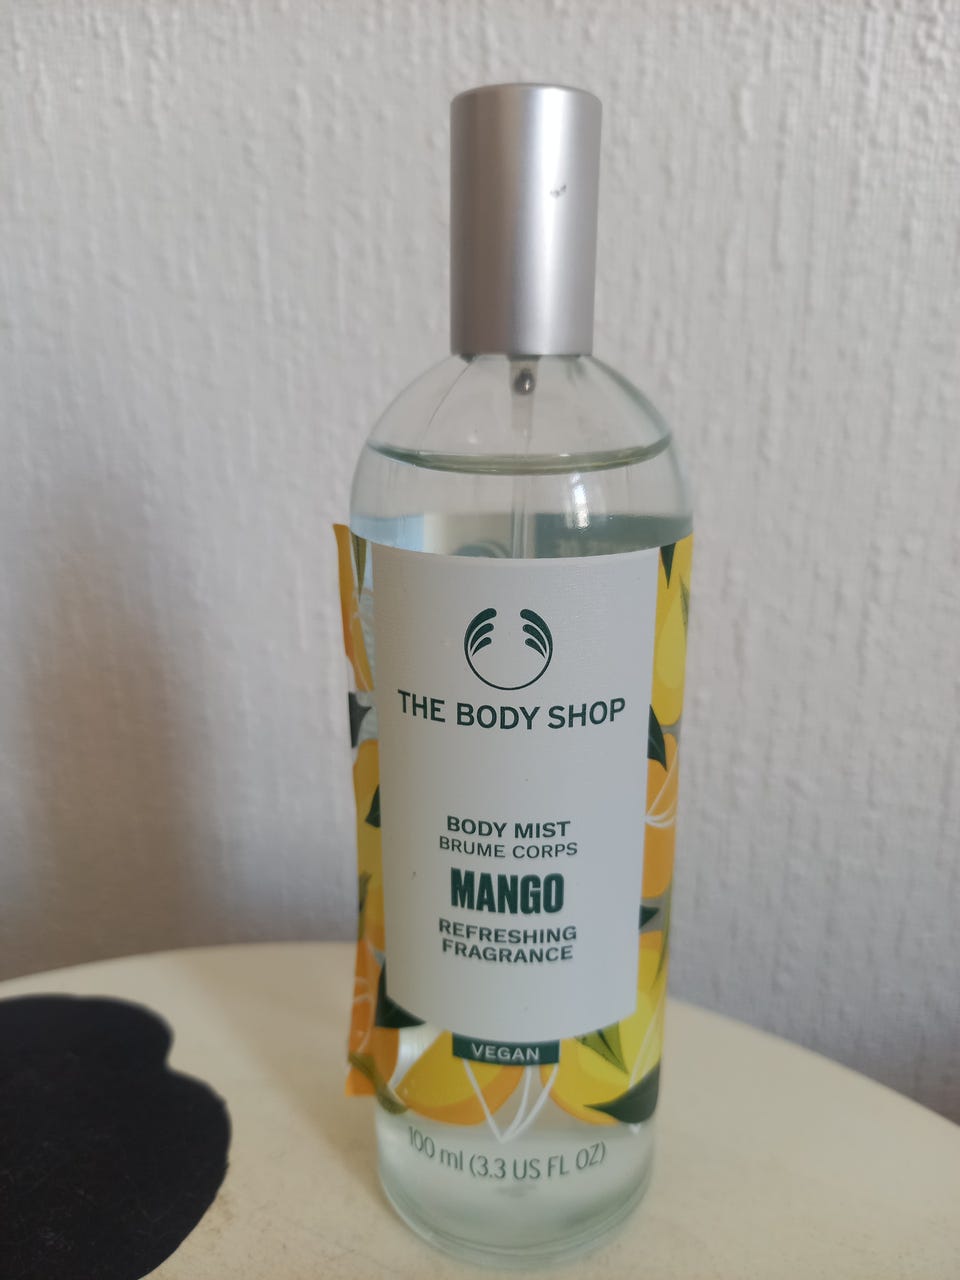 THE BODY SHOP
BODY MIST
BRUME CORPS
MANGO
REFRESHING
FRAGRANCE
VEGAN
100 ml (3.3 US FL OZ)